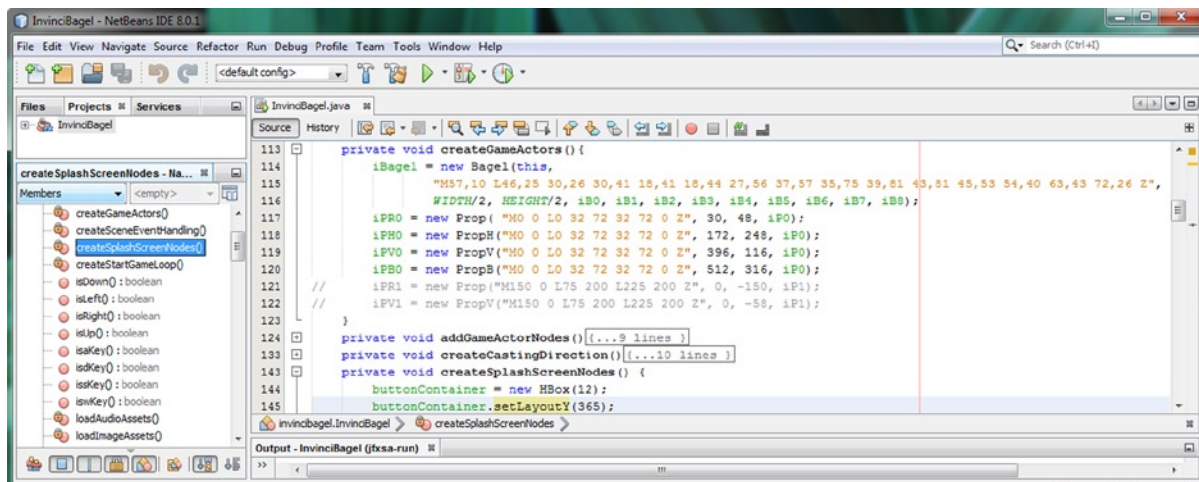 InvinciBagel - NetBeans IDE 8.0.1
File Edit View Navigate Source Refactor Run Debug Profile Team Tools Window Help
Search (Ctrl+I)
<default config>
Files Projects Services
InvinciBagel
InvinciBagel.java
Source History
createSplashScreenNodes - Na...
Members <empty>
createGameActors()
createSceneEventHandling()
createSplashScreenNodes()
createStartGameLoop()
isDown() : boolean
isLeft() : boolean
isRight() : boolean
isUp() : boolean
isaKey() : boolean
isdKey() : boolean
issKey() : boolean
iswKey() : boolean
loadAudioAssets()
loadImageAssets()
113 private void createGameActors(){
114 iBagel = new Bagel(this,
115 "M57,10 L46,25 30,26 30,41 18,41 18,44 27,56 37,57 35,75 39,81 43,81 45,53 54,40 63,43 72,26 Z",
116 WIDTH/2, HEIGHT/2, iB0, iB1, iB2, iB3, iB4, iB5, iB6, iB7, iB8);
117 iPR0 = new Prop( "M0 0 L0 32 72 32 72 0 Z", 30, 48, iP0);
118 iPH0 = new PropH("M0 0 L0 32 72 32 72 0 Z", 172, 248, iP0);
119 iPV0 = new PropV("M0 0 L0 32 72 32 72 0 Z", 396, 116, iP0);
120 iPB0 = new PropB("M0 0 L0 32 72 32 72 0 Z", 512, 316, iP0);
121 // iPR1 = new Prop("M150 0 L75 200 L225 200 Z", 0, -150, iP1);
122 // iPV1 = new PropV("M150 0 L75 200 L225 200 Z", 0, -58, iP1);
123 }
124 private void addGameActorNodes(){...9 lines }
133 private void createCastingDirection(){...10 lines }
143 private void createSplashScreenNodes() {
144 buttonContainer = new HBox(12);
145 buttonContainer.setLayoutY(365);
invincibagel.InvinciBagel createSplashScreenNodes
Output - InvinciBagel (jfxsa-run)